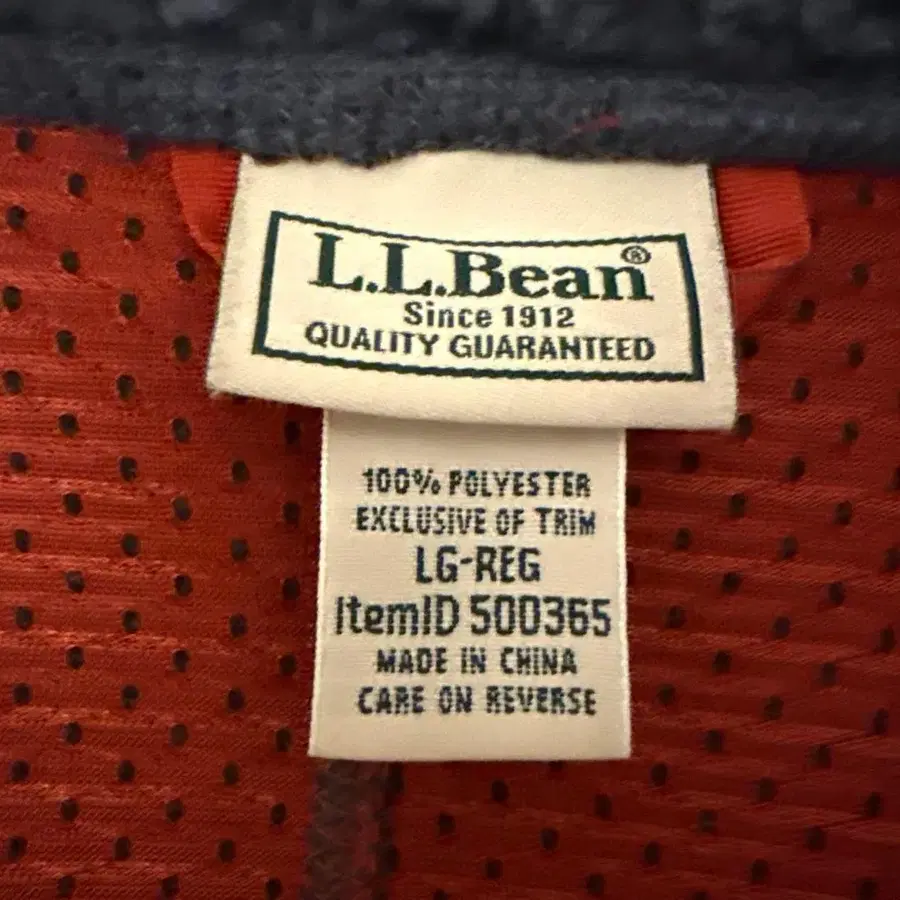 L.L.Bean®
Since 1912
QUALITY GUARANTEED
100% POLYESTER
EXCLUSIVE OF TRIM
LG-REG
ItemID 500365
MADE IN CHINA
CARE ON REVERSE